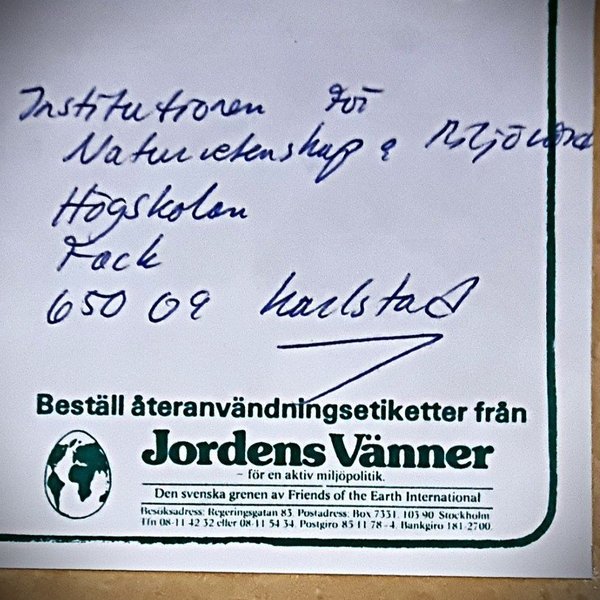 Institutionen för
Naturvetenskap & Miljövård
Högskolan
Fack
650 09 Karlstad
Beställ återanvändningsetiketter från
Jordens Vänner
– för en aktiv miljöpolitik.
Den svenska grenen av Friends of the Earth International
Besöksadress: Regeringsgatan 83. Postadress: Box 7331, 103 90 Stockholm
Tfn 08-11 42 32 eller 08-11 54 34. Postgiro 85 11 78-4. Bankgiro 181-2700.